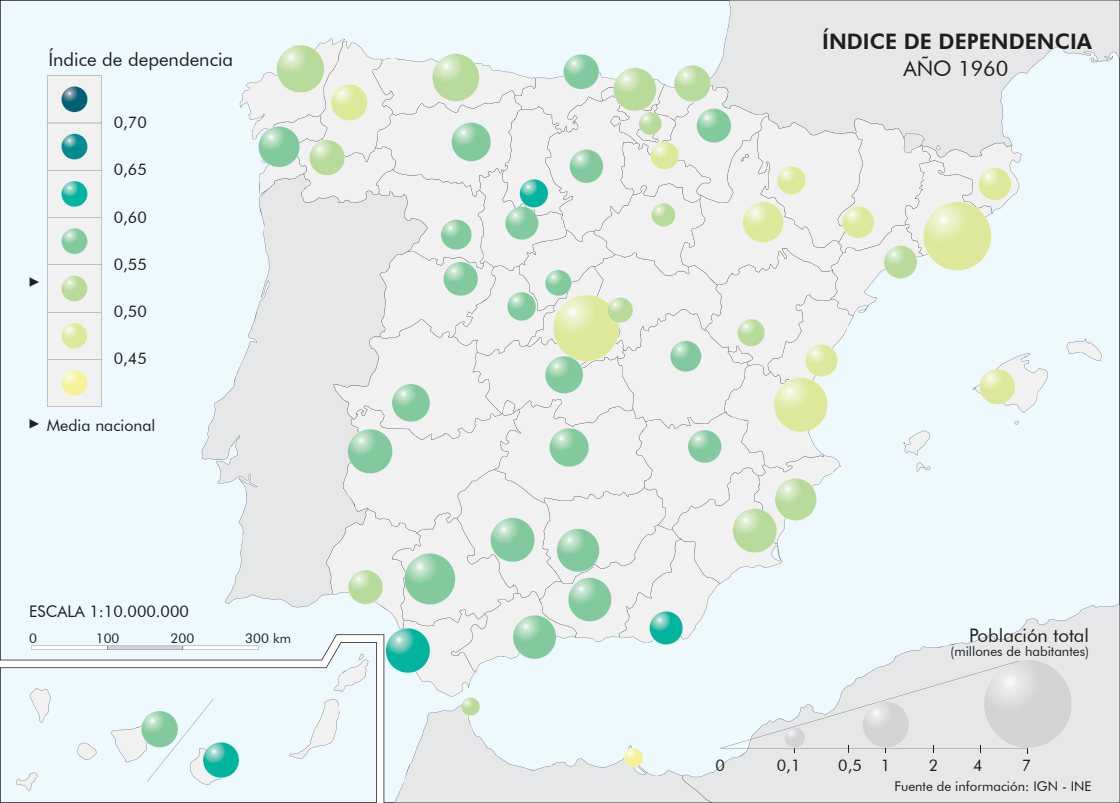 ÍNDICE DE DEPENDENCIA
AÑO 1960
Índice de dependencia
0,70
0,65
0,60
0,55
0,50
0,45
Media nacional
ESCALA 1:10.000.000
0 100 200 300 km
Población total
(millones de habitantes)
0 0,1 0,5 1 2 4 7
Fuente de información: IGN - INE